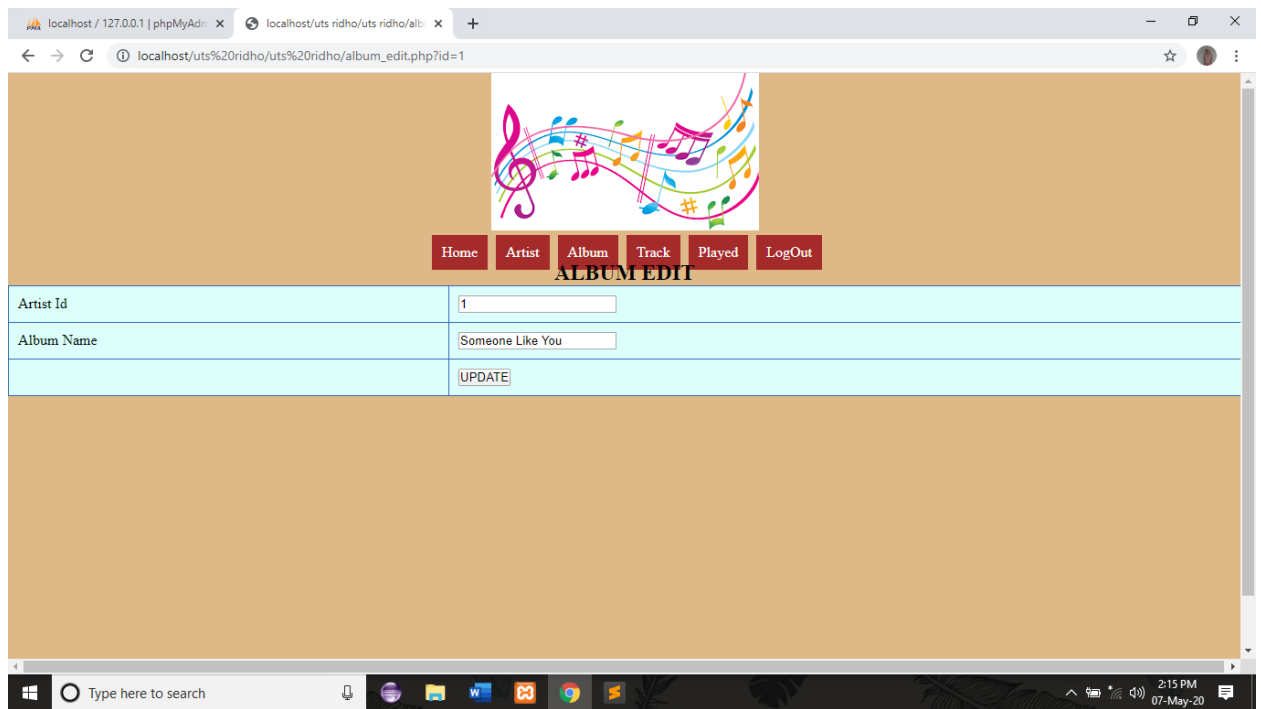 localhost / 127.0.0.1 | phpMyAdm
localhost/uts ridho/uts ridho/alb
localhost/uts%20ridho/uts%20ridho/album_edit.php?id=1
Home Artist Album Track Played LogOut
ALBUM EDIT
Artist Id 1
Album Name Someone Like You
UPDATE
Type here to search
2:15 PM
07-May-20